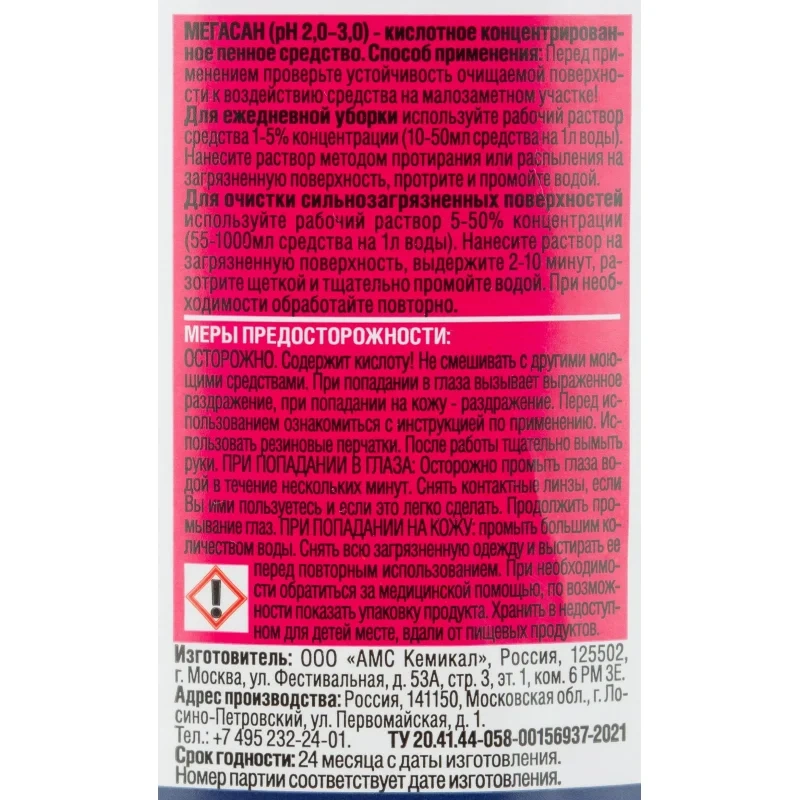 МЕГАСАН (рН 2,0–3,0) - кислотное концентрирован-
ное пенное средство. Способ применения: Перед при-
менением проверьте устойчивость очищаемой поверхно-
сти к воздействию средства на малозаметном участке!
Для ежедневной уборки используйте рабочий раствор
средства 1-5% концентрации (10-50мл средства на 1л воды).
Нанесите раствор методом протирания или распыления на
загрязненную поверхность, протрите и промойте водой.
Для очистки сильнозагрязненных поверхностей
используйте рабочий раствор 5-50% концентрации
(55-1000мл средства на 1л воды). Нанесите раствор на
загрязненную поверхность, выдержите 2-10 минут, ра-
зотрите щеткой и тщательно промойте водой. При необ-
ходимости обработайте повторно.
МЕРЫ ПРЕДОСТОРОЖНОСТИ:
ОСТОРОЖНО. Содержит кислоту! Не смешивать с другими мою-
щими средствами. При попадании в глаза вызывает выраженное
раздражение, при попадании на кожу - раздражение. Перед ис-
пользованием ознакомиться с инструкцией по применению. Ис-
пользовать резиновые перчатки. После работы тщательно вымыть
руки. ПРИ ПОПАДАНИИ В ГЛАЗА: Осторожно промыть глаза во-
дой в течение нескольких минут. Снять контактные линзы, если
Вы ими пользуетесь и если это легко сделать. Продолжить про-
мывание глаз. ПРИ ПОПАДАНИИ НА КОЖУ: промыть большим ко-
личеством воды. Снять всю загрязненную одежду и выстирать ее
перед повторным использованием. При необходимо-
сти обратиться за медицинской помощью, по возмож-
ности показать упаковку продукта. Хранить в недоступ-
ном для детей месте, вдали от пищевых продуктов.
Изготовитель: ООО «АМС Кемикал», Россия, 125502,
г. Москва, ул. Фестивальная, д. 53А, стр. 3, эт. 1, ком. 6 РМ 3Е.
Адрес производства: Россия, 141150, Московская обл., г. Ло-
сино-Петровский, ул. Первомайская, д. 1.
Тел.: +7 495 232-24-01. ТУ 20.41.44-058-00156937-2021
Срок годности: 24 месяца с даты изготовления.
Номер партии соответствует дате изготовления.